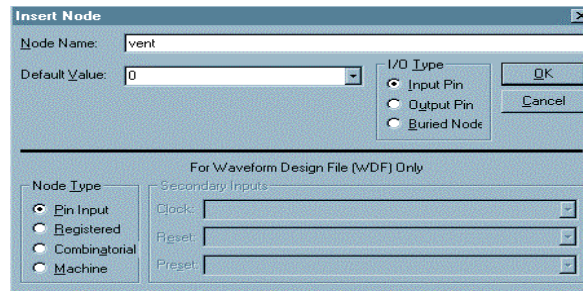 Insert Node
Node Name: vent
Default Value: 0
I/O Type
Input Pin
Output Pin
Buried Node
OK
Cancel
For Waveform Design File (WDF) Only
Node Type
Pin Input
Registered
Combinatorial
Machine
Secondary Inputs
Clock:
Reset:
Preset: